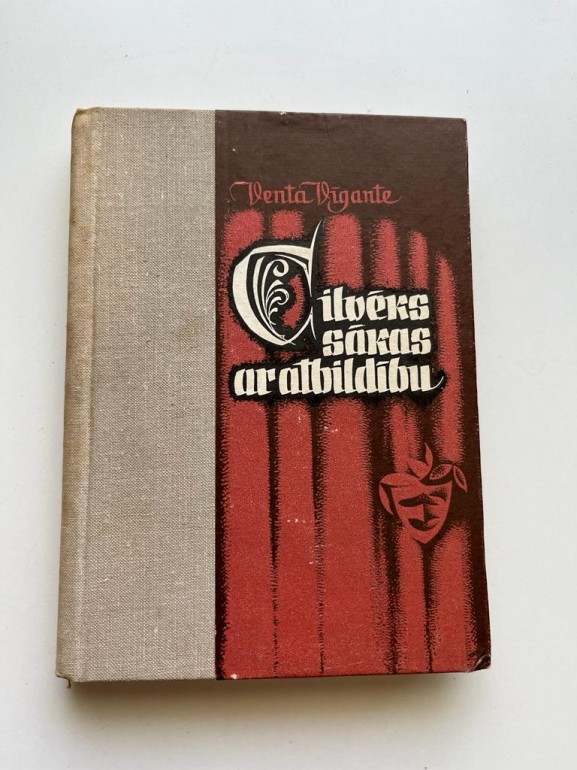 Venta Vīgante
Cilvēks
sākas
ar atbildību